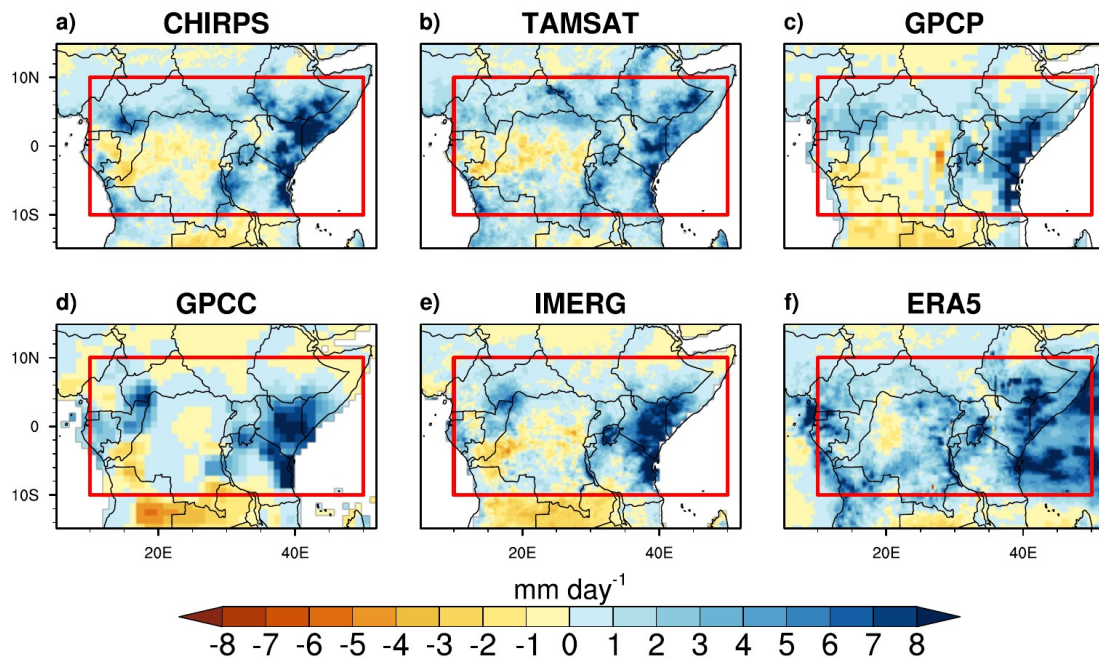 a) CHIRPS
b) TAMSAT
c) GPCP
10N
0
10S
d) GPCC
e) IMERG
f) ERA5
10N
0
10S
20E 40E 20E 40E 20E 40E
mm day-1
-8 -7 -6 -5 -4 -3 -2 -1 0 1 2 3 4 5 6 7 8